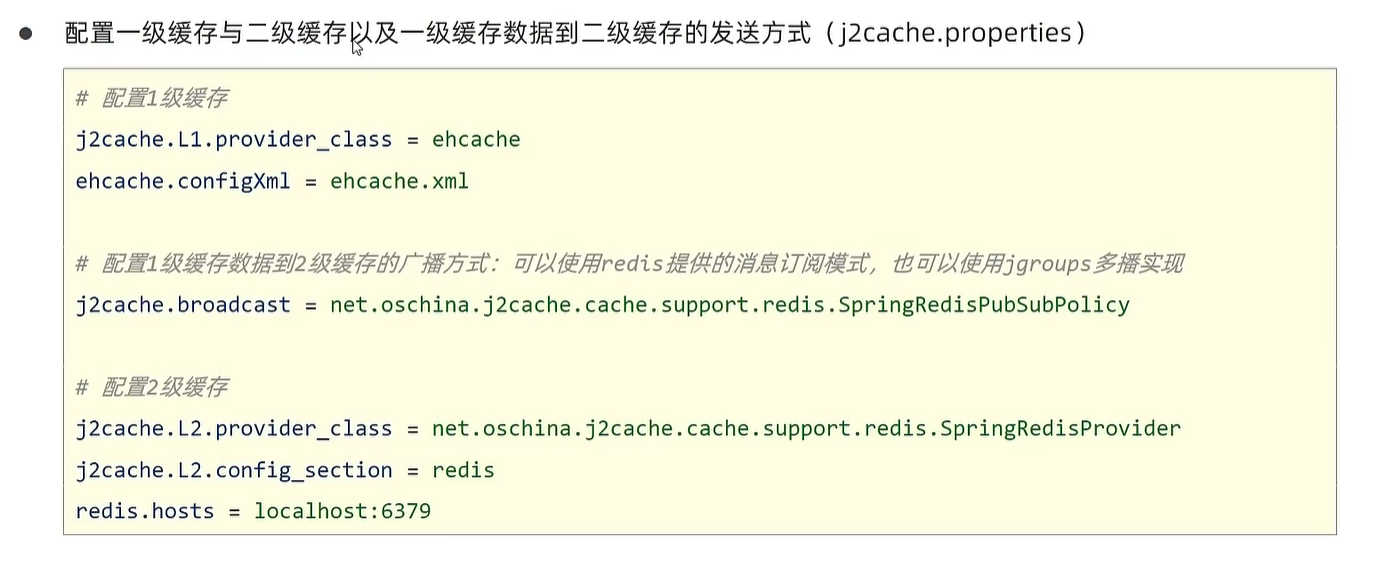 ● 配置一级缓存与二级缓存以及一级缓存数据到二级缓存的发送方式（j2cache.properties）
# 配置1级缓存
j2cache.L1.provider_class = ehcache
ehcache.configXml = ehcache.xml
# 配置1级缓存数据到2级缓存的广播方式：可以使用redis提供的消息订阅模式，也可以使用jgroups多播实现
j2cache.broadcast = net.oschina.j2cache.cache.support.redis.SpringRedisPubSubPolicy
# 配置2级缓存
j2cache.L2.provider_class = net.oschina.j2cache.cache.support.redis.SpringRedisProvider
j2cache.L2.config_section = redis
redis.hosts = localhost:6379